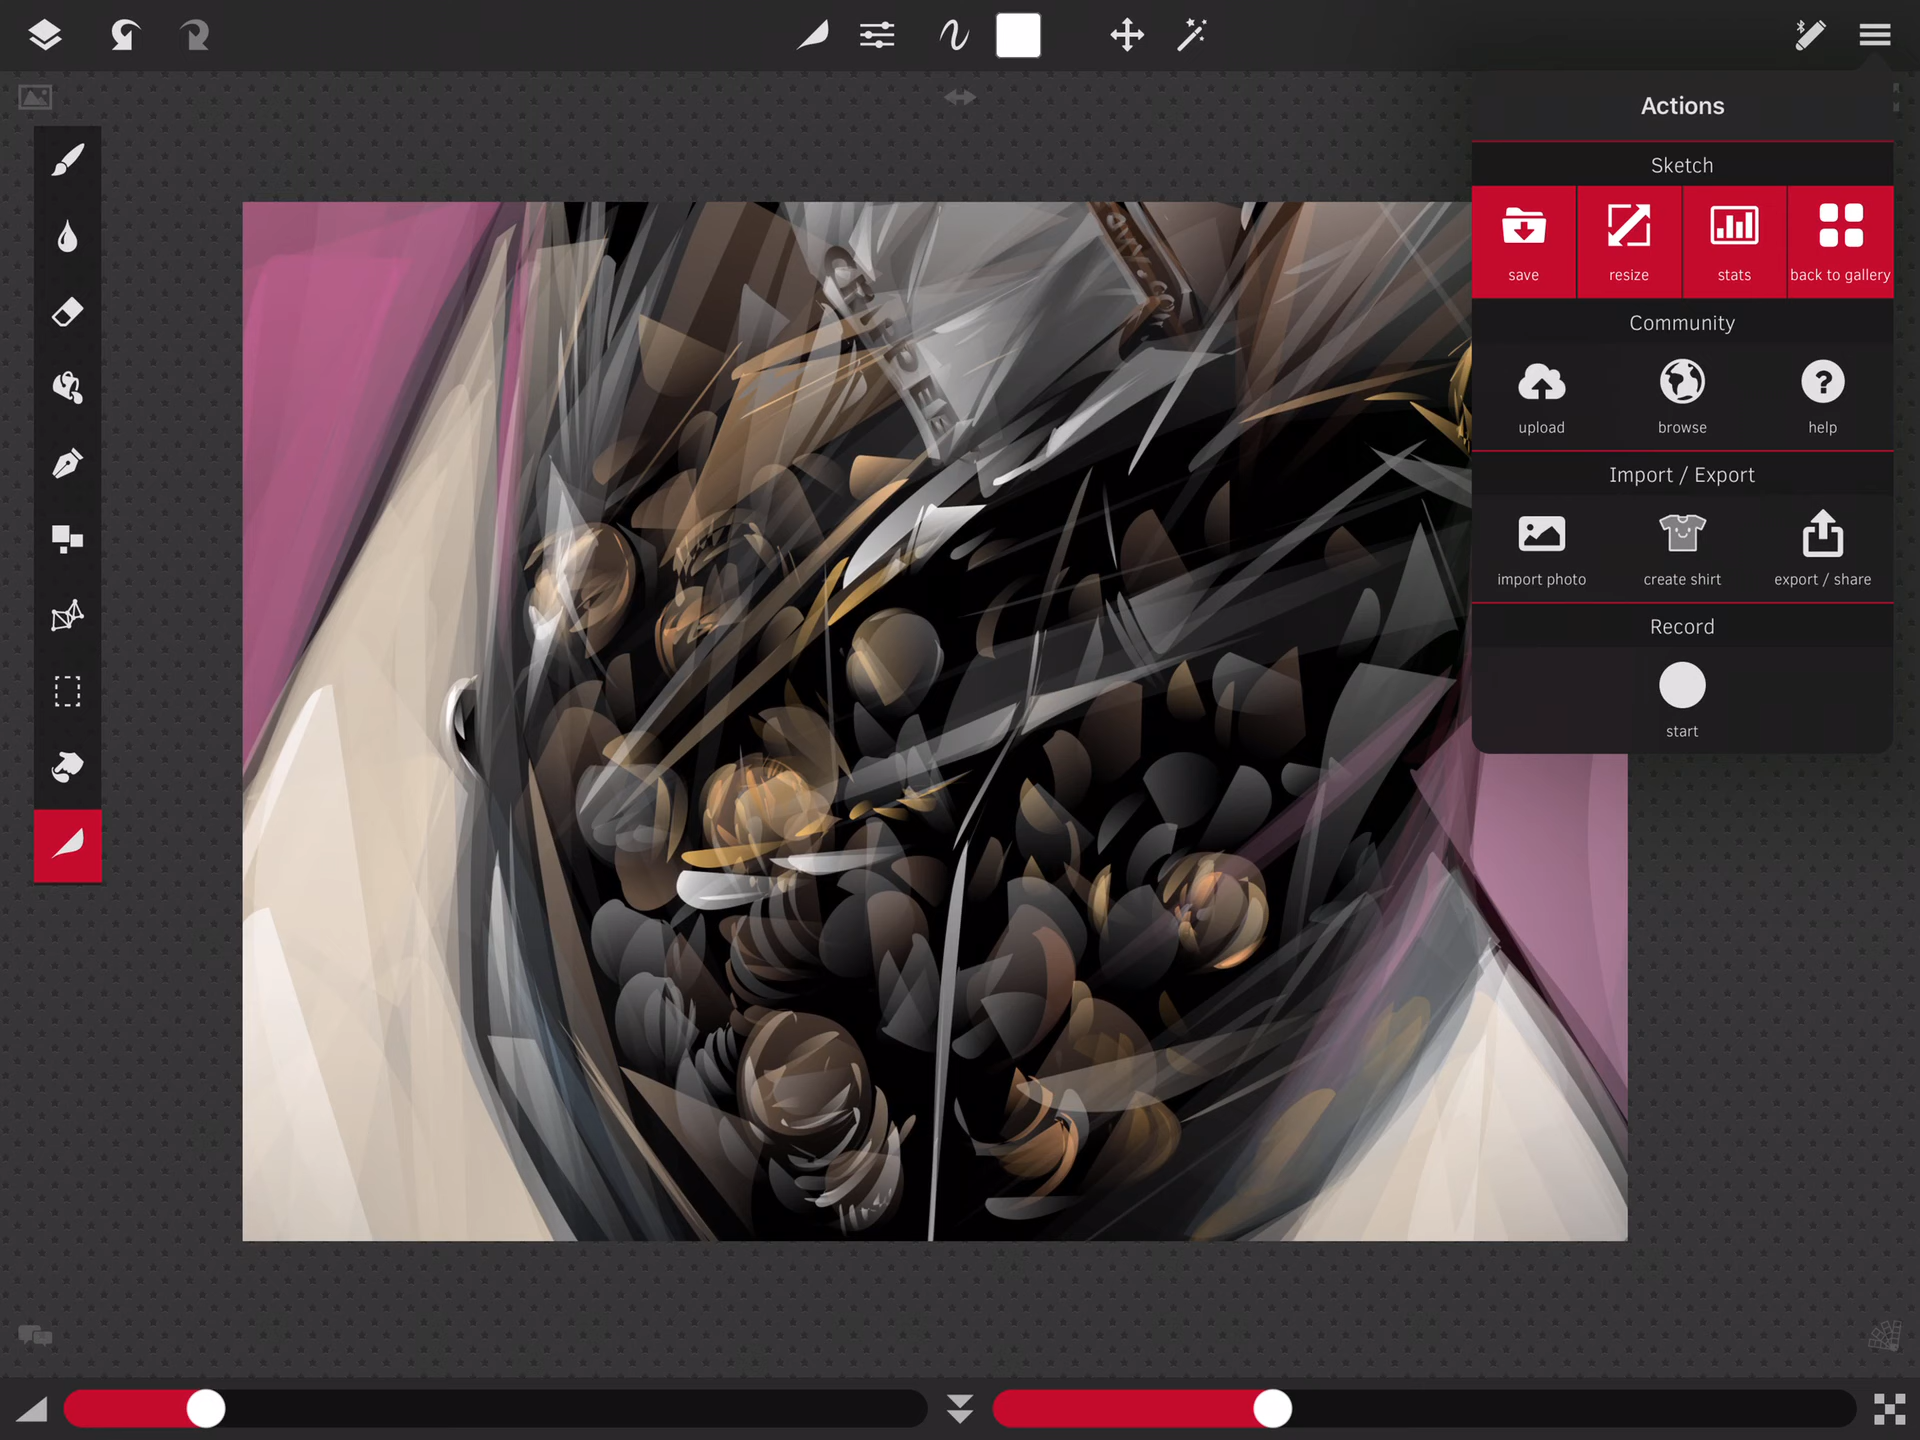 Actions
Sketch
save
resize
stats
back to gallery
Community
upload
browse
help
Import / Export
import photo
create shirt
export / share
Record
start